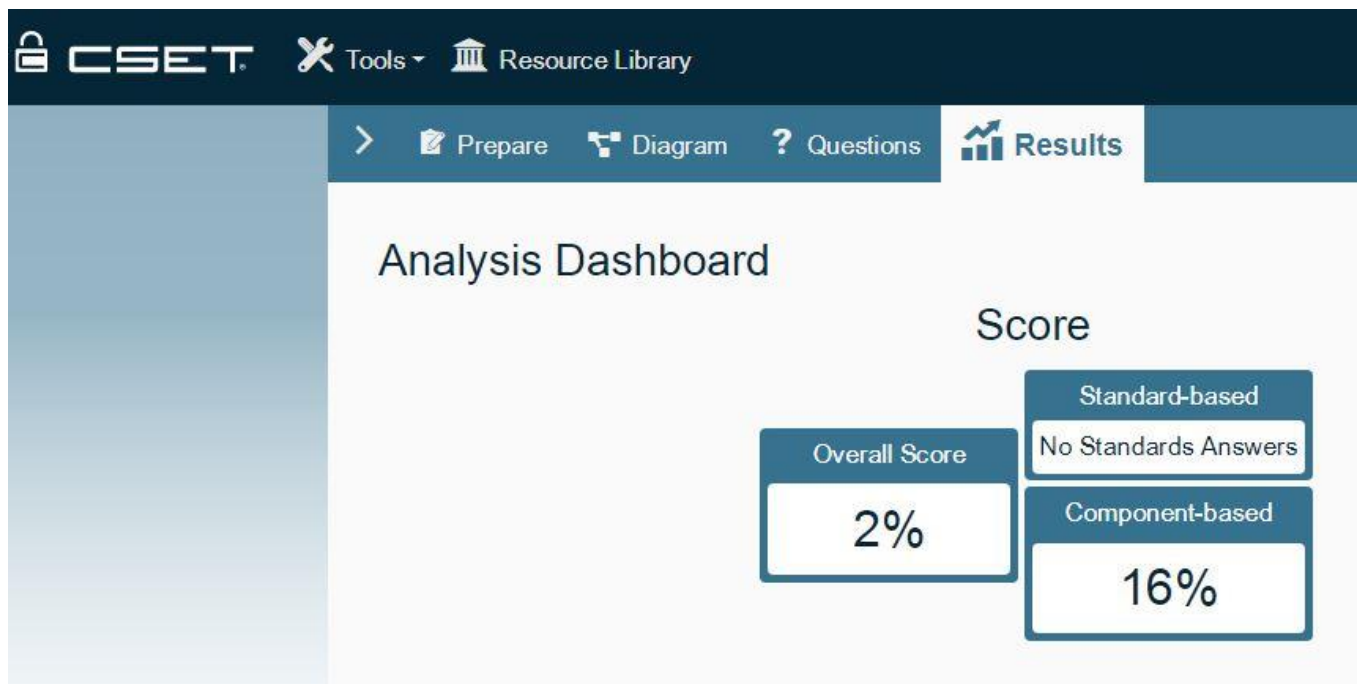 CSET® Tools Resource Library
> Prepare Diagram ? Questions Results
Analysis Dashboard
Score
Standard-based
No Standards Answers
Overall Score
2%
Component-based
16%